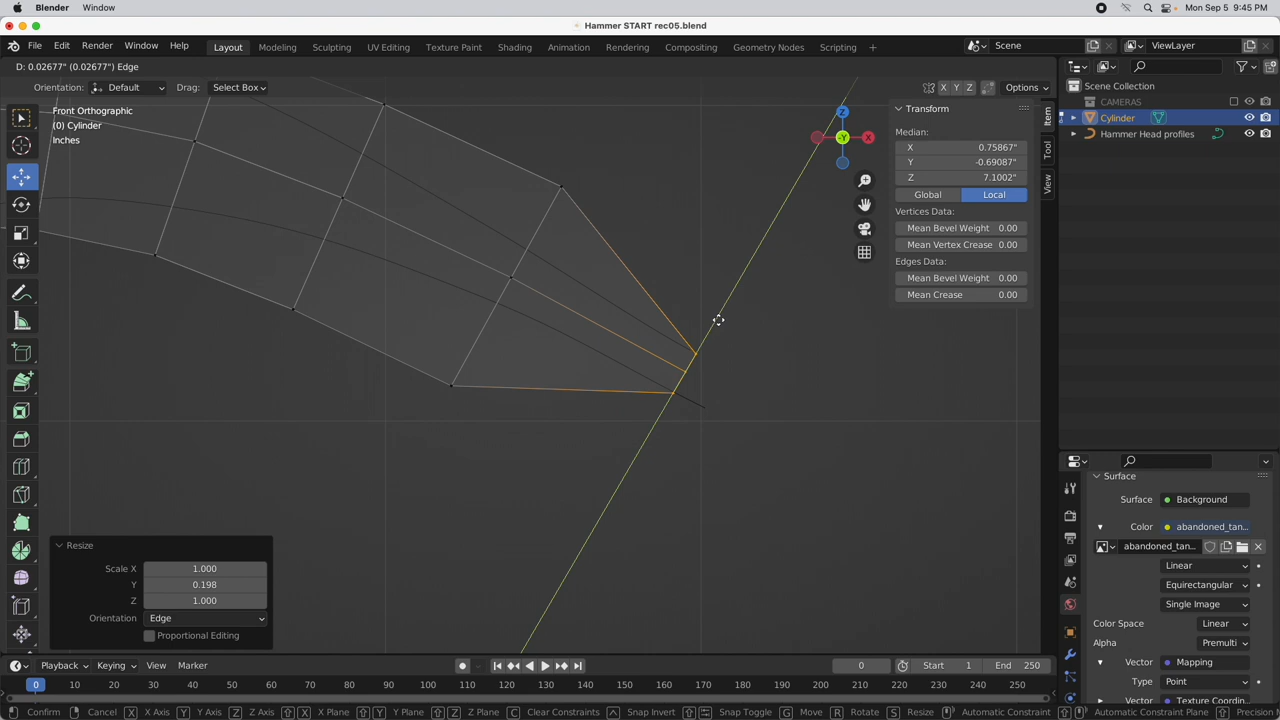 Blender Window Mon Sep 5 9:45 PM
Hammer START rec05.blend
File Edit Render Window Help Layout Modeling Sculpting UV Editing Texture Paint Shading Animation Rendering Compositing Geometry Nodes Scripting + Scene ViewLayer
D: 0.02677" (0.02677") Edge
Orientation: Default Drag: Select Box X Y Z Options
Front Orthographic
(0) Cylinder
Inches
Z
X
-Y
Transform
Median:
X 0.75867"
Y -0.69087"
Z 7.1002"
Global Local
Vertices Data:
Mean Bevel Weight 0.00
Mean Vertex Crease 0.00
Edges Data:
Mean Bevel Weight 0.00
Mean Crease 0.00
Item
Tool
View
Scene Collection
CAMERAS
Cylinder
Hammer Head profiles
Surface
Surface Background
Color abandoned_tan...
abandoned_tan...
Linear
Equirectangular
Single Image
Color Space Linear
Alpha Premulti
Vector Mapping
Type Point
Vector Texture Coordin
Resize
Scale X 1.000
Y 0.198
Z 1.000
Orientation Edge
Proportional Editing
Playback Keying View Marker 0 Start 1 End 250
0 10 20 30 40 50 60 70 80 90 100 110 120 130 140 150 160 170 180 190 200 210 220 230 240 250
Confirm Cancel X X Axis Y Y Axis Z Z Axis X X Plane Y Y Plane Z Z Plane C Clear Constraints Snap Invert Snap Toggle G Move R Rotate S Resize Automatic Constraint Automatic Constraint Plane Precision